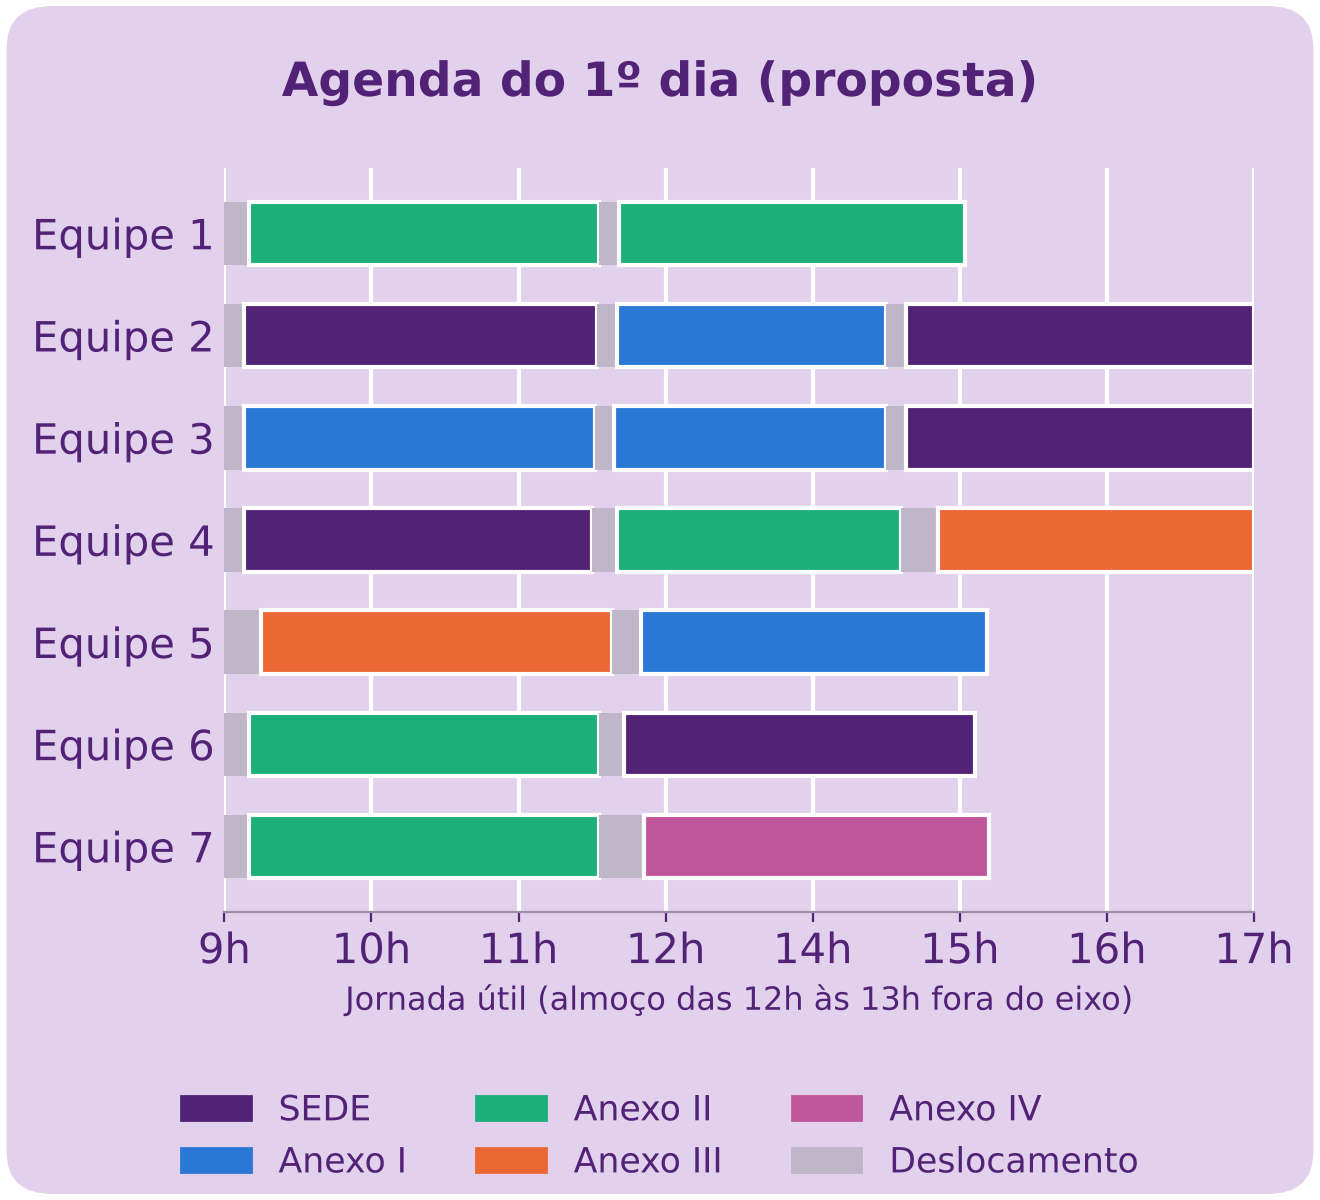 Agenda do 1º dia (proposta)
Equipe 1
Equipe 2
Equipe 3
Equipe 4
Equipe 5
Equipe 6
Equipe 7
9h 10h 11h 12h 14h 15h 16h 17h
Jornada útil (almoço das 12h às 13h fora do eixo)
SEDE Anexo II Anexo IV
Anexo I Anexo III Deslocamento